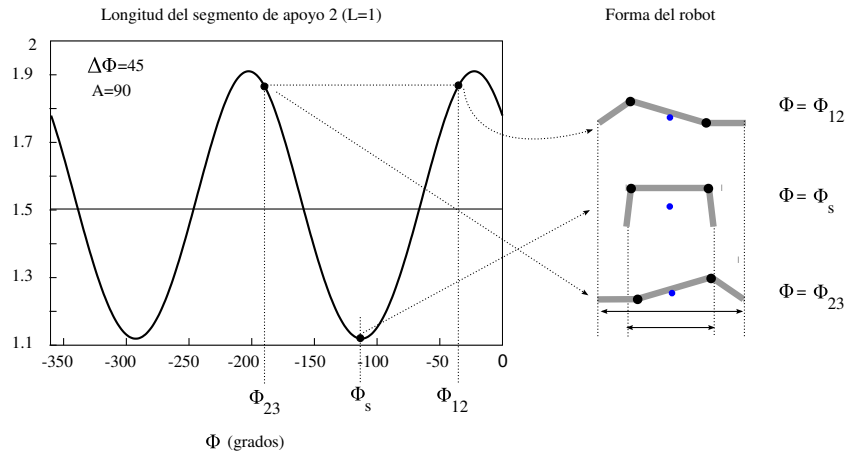 Longitud del segmento de apoyo 2 (L=1)
Forma del robot
2
1.9
1.7
1.5
1.3
1.1
ΔΦ=45
A=90
-350
-300
-250
-200
-150
-100
-50
0
Φ23
Φs
Φ12
Φ (grados)
Φ= Φ12
Φ= Φs
Φ= Φ23